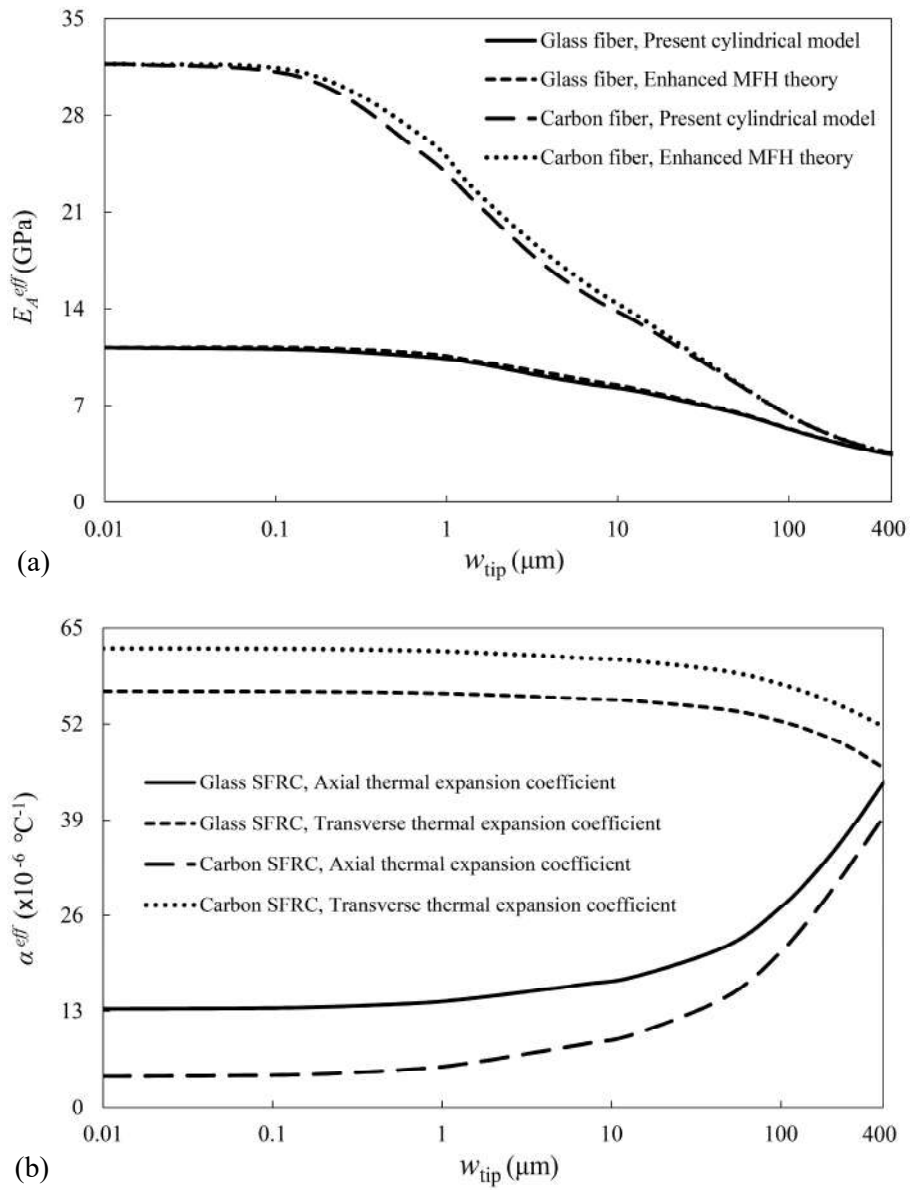 35
28
21
14
7
0
E_A^eff (GPa)
Glass fiber, Present cylindrical model
Glass fiber, Enhanced MFH theory
Carbon fiber, Present cylindrical model
Carbon fiber, Enhanced MFH theory
0.01 0.1 1 10 100 400
(a)
w_tip (μm)
65
52
39
26
13
0
α^eff (x10^-6 °C^-1)
Glass SFRC, Axial thermal expansion coefficient
Glass SFRC, Transverse thermal expansion coefficient
Carbon SFRC, Axial thermal expansion coefficient
Carbon SFRC, Transverse thermal expansion coefficient
0.01 0.1 1 10 100 400
(b)
w_tip (μm)